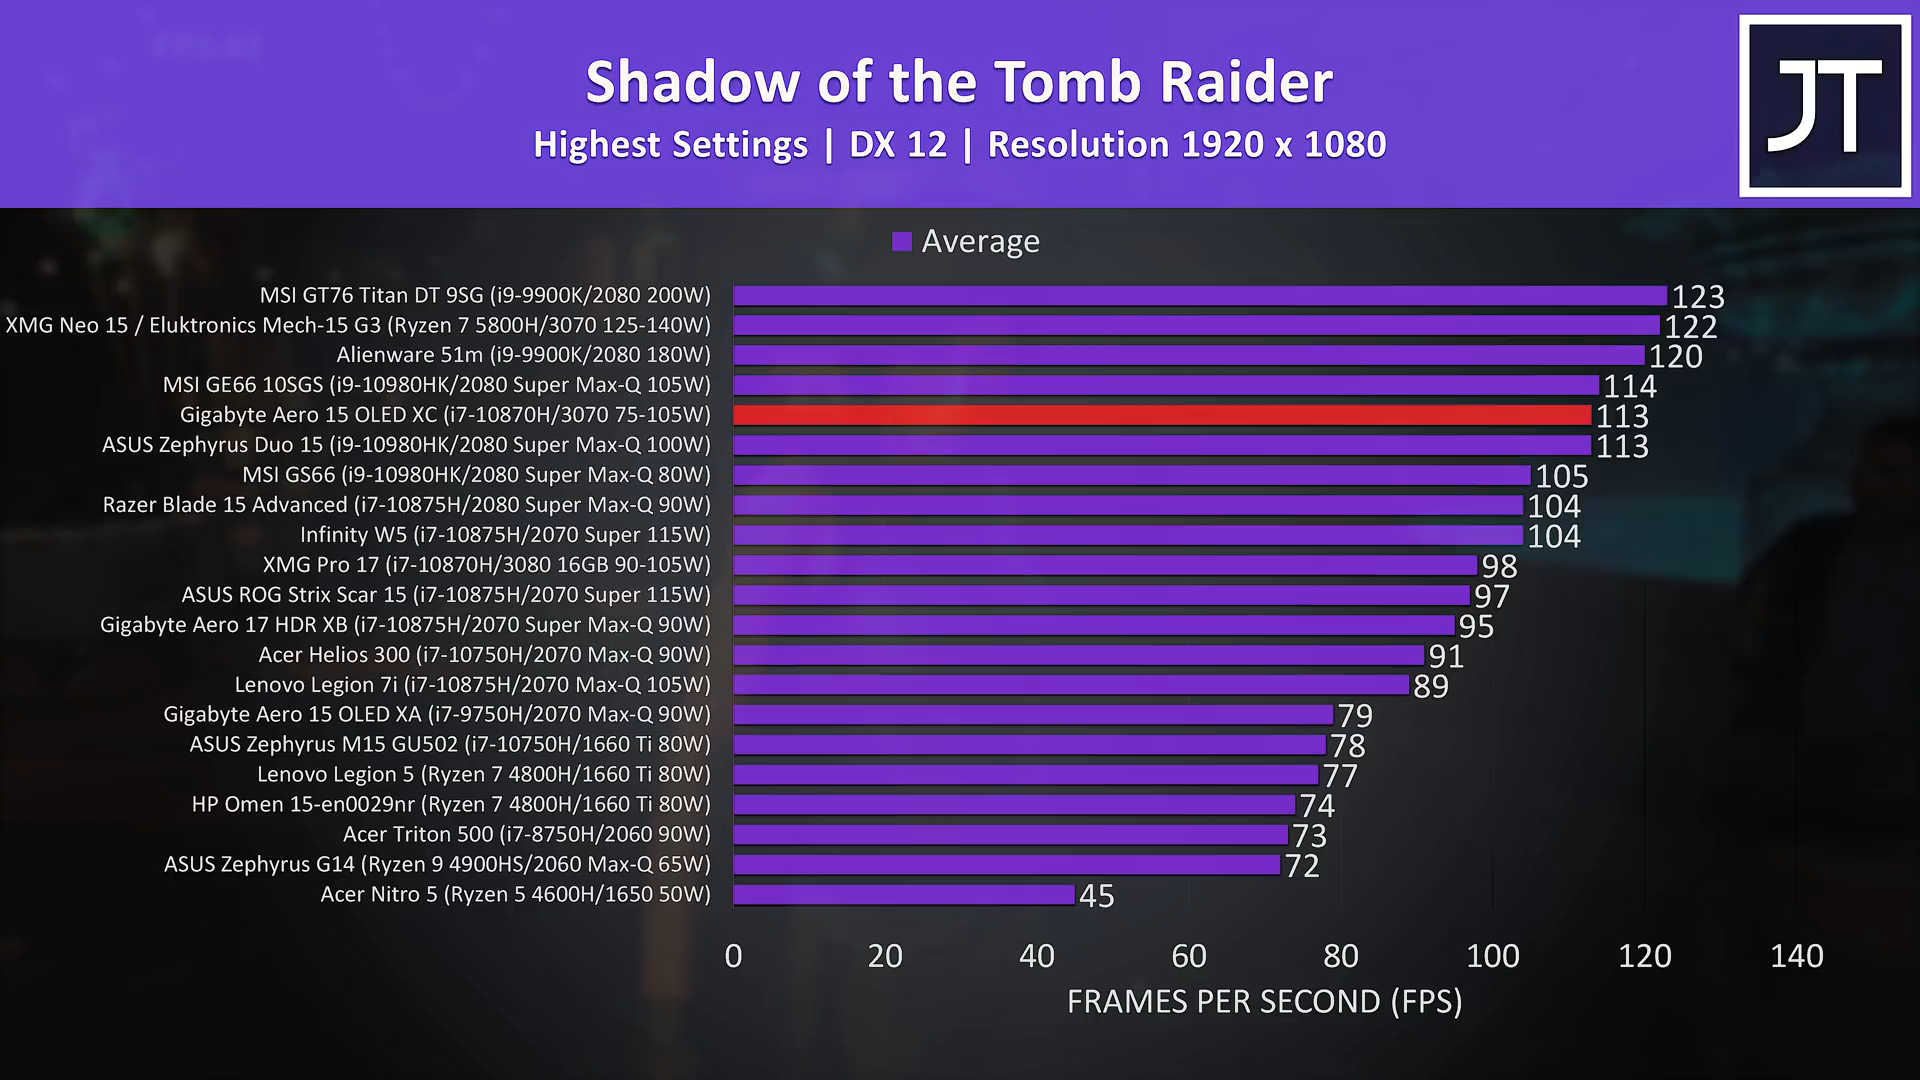 Shadow of the Tomb Raider
Highest Settings | DX 12 | Resolution 1920 x 1080
JT
Average
MSI GT76 Titan DT 9SG (i9-9900K/2080 200W) 123
XMG Neo 15 / Eluktronics Mech-15 G3 (Ryzen 7 5800H/3070 125-140W) 122
Alienware 51m (i9-9900K/2080 180W) 120
MSI GE66 10SGS (i9-10980HK/2080 Super Max-Q 105W) 114
Gigabyte Aero 15 OLED XC (i7-10870H/3070 75-105W) 113
ASUS Zephyrus Duo 15 (i9-10980HK/2080 Super Max-Q 100W) 113
MSI GS66 (i9-10980HK/2080 Super Max-Q 80W) 105
Razer Blade 15 Advanced (i7-10875H/2080 Super Max-Q 90W) 104
Infinity W5 (i7-10875H/2070 Super 115W) 104
XMG Pro 17 (i7-10870H/3080 16GB 90-105W) 98
ASUS ROG Strix Scar 15 (i7-10875H/2070 Super 115W) 97
Gigabyte Aero 17 HDR XB (i7-10875H/2070 Super Max-Q 90W) 95
Acer Helios 300 (i7-10750H/2070 Max-Q 90W) 91
Lenovo Legion 7i (i7-10875H/2070 Max-Q 105W) 89
Gigabyte Aero 15 OLED XA (i7-9750H/2070 Max-Q 90W) 79
ASUS Zephyrus M15 GU502 (i7-10750H/1660 Ti 80W) 78
Lenovo Legion 5 (Ryzen 7 4800H/1660 Ti 80W) 77
HP Omen 15-en0029nr (Ryzen 7 4800H/1660 Ti 80W) 74
Acer Triton 500 (i7-8750H/2060 90W) 73
ASUS Zephyrus G14 (Ryzen 9 4900HS/2060 Max-Q 65W) 72
Acer Nitro 5 (Ryzen 5 4600H/1650 50W) 45
0 20 40 60 80 100 120 140
FRAMES PER SECOND (FPS)